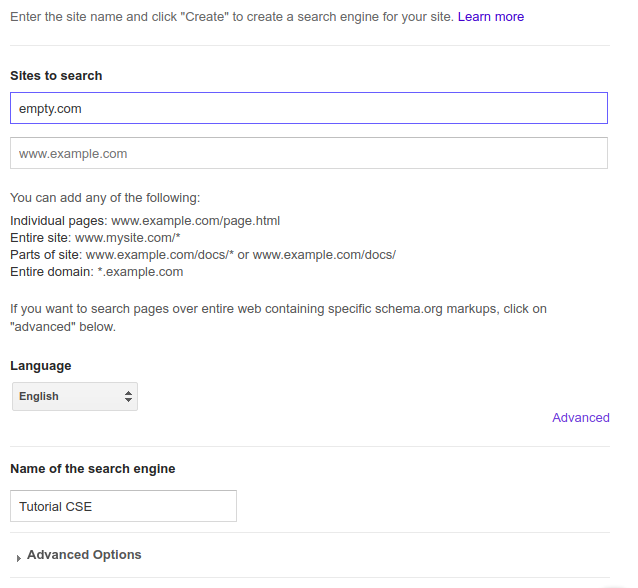 Enter the site name and click "Create" to create a search engine for your site. Learn more
Sites to search
empty.com
www.example.com
You can add any of the following:
Individual pages: www.example.com/page.html
Entire site: www.mysite.com/*
Parts of site: www.example.com/docs/* or www.example.com/docs/
Entire domain: *.example.com
If you want to search pages over entire web containing specific schema.org markups, click on
"advanced" below.
Language
English
Advanced
Name of the search engine
Tutorial CSE
Advanced Options